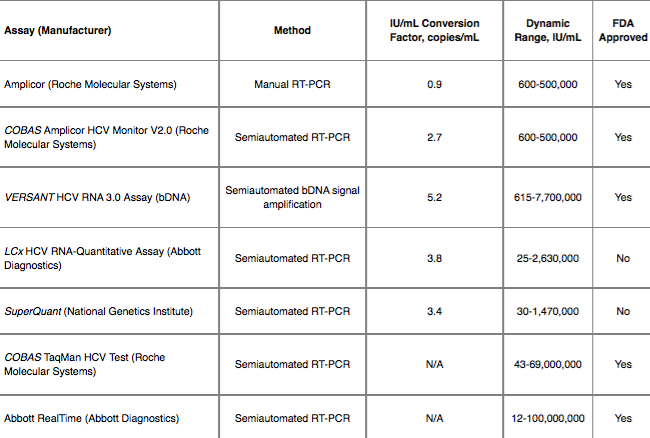 Assay (Manufacturer) Method IU/mL Conversion Factor, copies/mL Dynamic Range, IU/mL FDA Approved
Amplicor (Roche Molecular Systems) Manual RT-PCR 0.9 600-500,000 Yes
COBAS Amplicor HCV Monitor V2.0 (Roche Molecular Systems) Semiautomated RT-PCR 2.7 600-500,000 Yes
VERSANT HCV RNA 3.0 Assay (bDNA) Semiautomated bDNA signal amplification 5.2 615-7,700,000 Yes
LCx HCV RNA-Quantitative Assay (Abbott Diagnostics) Semiautomated RT-PCR 3.8 25-2,630,000 No
SuperQuant (National Genetics Institute) Semiautomated RT-PCR 3.4 30-1,470,000 No
COBAS TaqMan HCV Test (Roche Molecular Systems) Semiautomated RT-PCR N/A 43-69,000,000 Yes
Abbott RealTime (Abbott Diagnostics) Semiautomated RT-PCR N/A 12-100,000,000 Yes